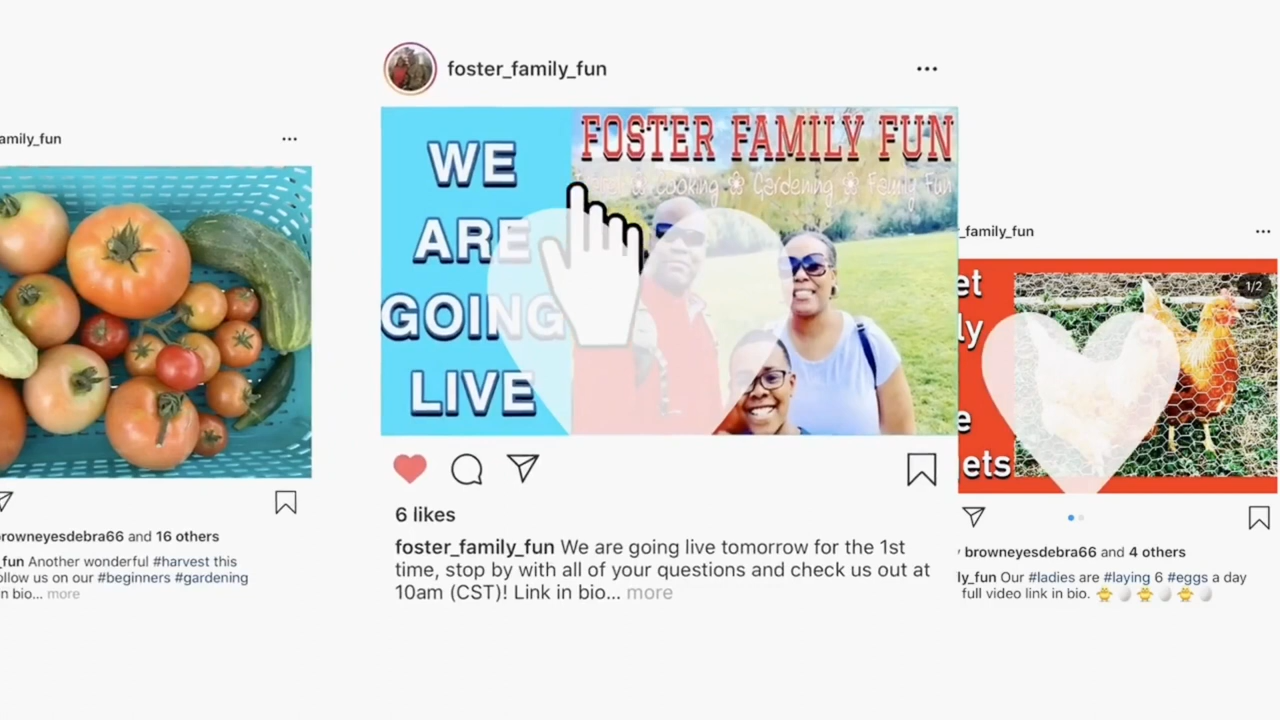 amily_fun
rowneyesdebra66 and 16 others
_fun Another wonderful #harvest this
ollow us on our #beginners #gardening
n bio... more
foster_family_fun
WE
ARE
GOING
LIVE
FOSTER FAMILY FUN
Cooking ❀ Gardening ❀ Family Fun
6 likes
foster_family_fun We are going live tomorrow for the 1st
time, stop by with all of your questions and check us out at
10am (CST)! Link in bio... more
_family_fun
et
ly
e
ets
1/2
browneyesdebra66 and 4 others
ly_fun Our #ladies are #laying 6 #eggs a day
full video link in bio. 🐥🥚🐥🥚🐥🥚